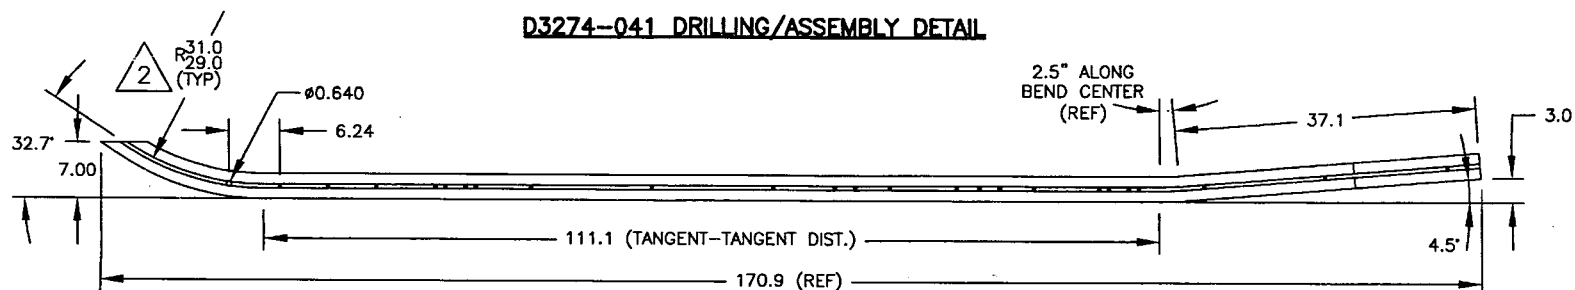 D3274-041 DRILLING/ASSEMBLY DETAIL
2
R31.0
29.0
(TYP)
ø0.640
6.24
2.5" ALONG
BEND CENTER
(REF)
37.1
3.0
32.7°
7.00
111.1 (TANGENT-TANGENT DIST.)
4.5°
170.9 (REF)